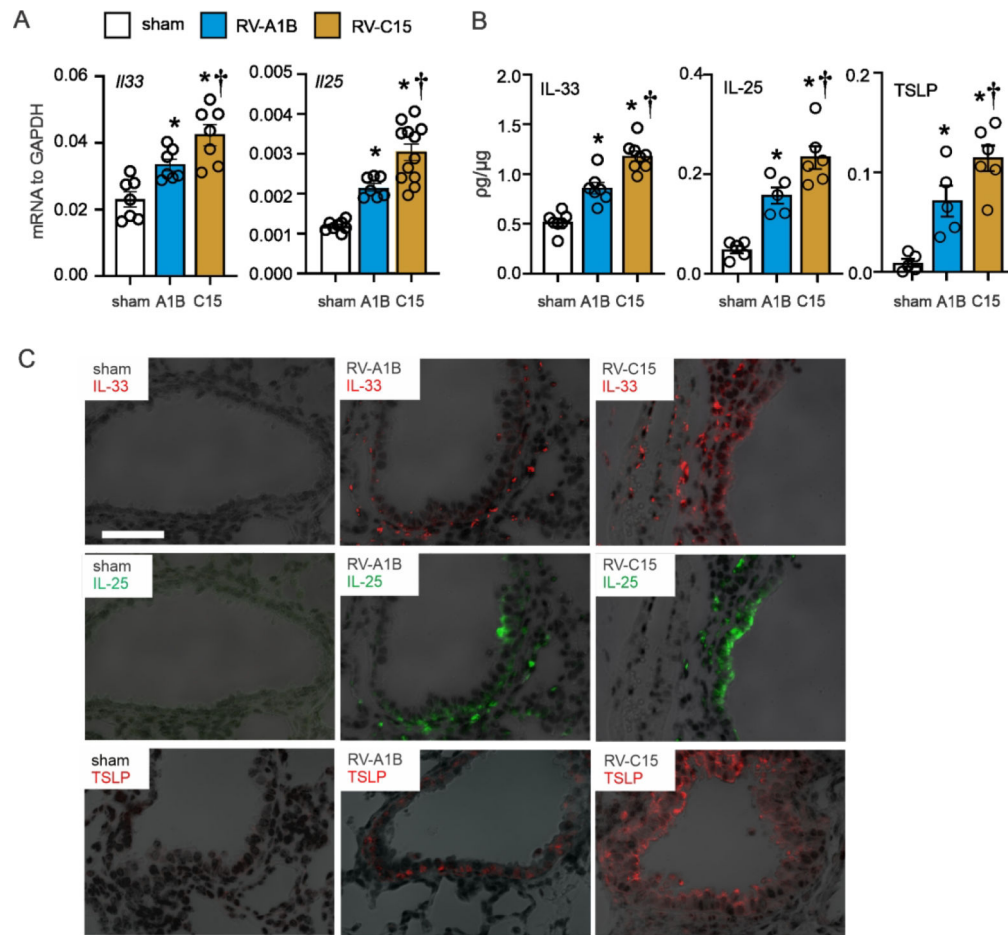 A
sham RV-A1B RV-C15
B
mRNA to GAPDH
Il33
0.06
0.04
0.02
0.00
*
*†
sham A1B C15
Il25
0.005
0.004
0.003
0.002
0.001
0.000
*
*†
sham A1B C15
ρg/μg
IL-33
2.0
1.5
1.0
0.5
0.0
*
*†
sham A1B C15
IL-25
0.4
0.2
0.0
*
*†
sham A1B C15
TSLP
0.2
0.1
0.0
*
*†
sham A1B C15
C
sham
IL-33
RV-A1B
IL-33
RV-C15
IL-33
sham
IL-25
RV-A1B
IL-25
RV-C15
IL-25
sham
TSLP
RV-A1B
TSLP
RV-C15
TSLP